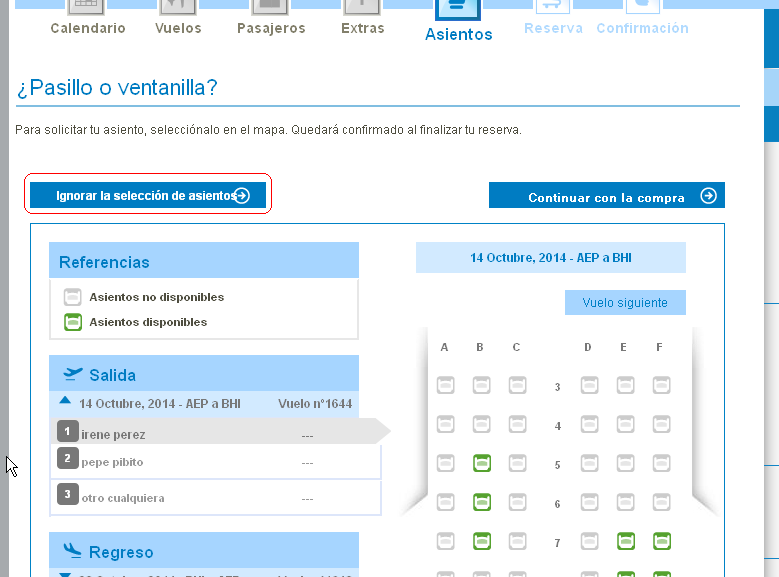 Calendario Vuelos Pasajeros Extras Asientos Reserva Confirmación
¿Pasillo o ventanilla?
Para solicitar tu asiento, selecciónalo en el mapa. Quedará confirmado al finalizar tu reserva.
Ignorar la selección de asientos
Continuar con la compra
Referencias
Asientos no disponibles
Asientos disponibles
Salida
14 Octubre, 2014 - AEP a BHI Vuelo n°1644
1 irene perez ---
2 pepe pibito ---
3 otro cualquiera ---
Regreso
14 Octubre, 2014 - AEP a BHI
Vuelo siguiente
A B C D E F
3
4
5
6
7